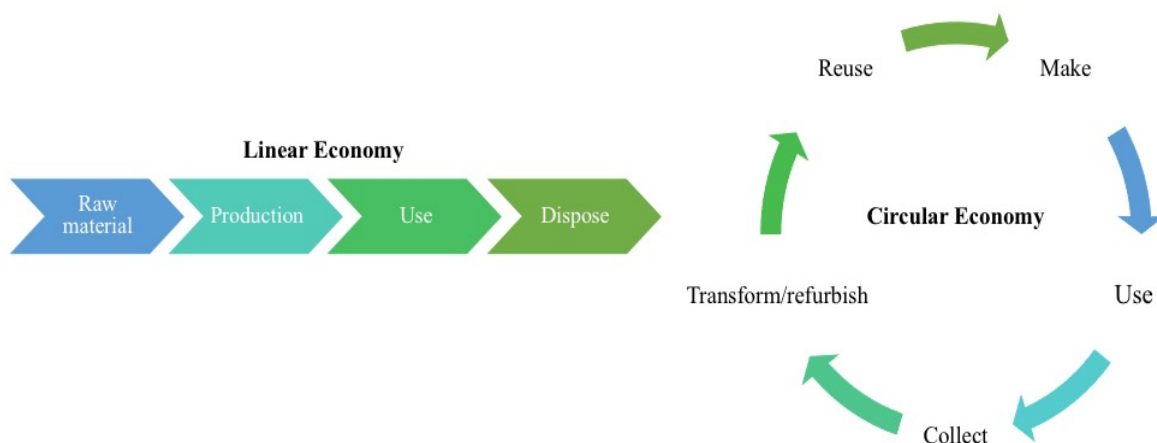 Linear Economy
Raw
material
Production
Use
Dispose
Reuse
Make
Circular Economy
Transform/refurbish
Use
Collect